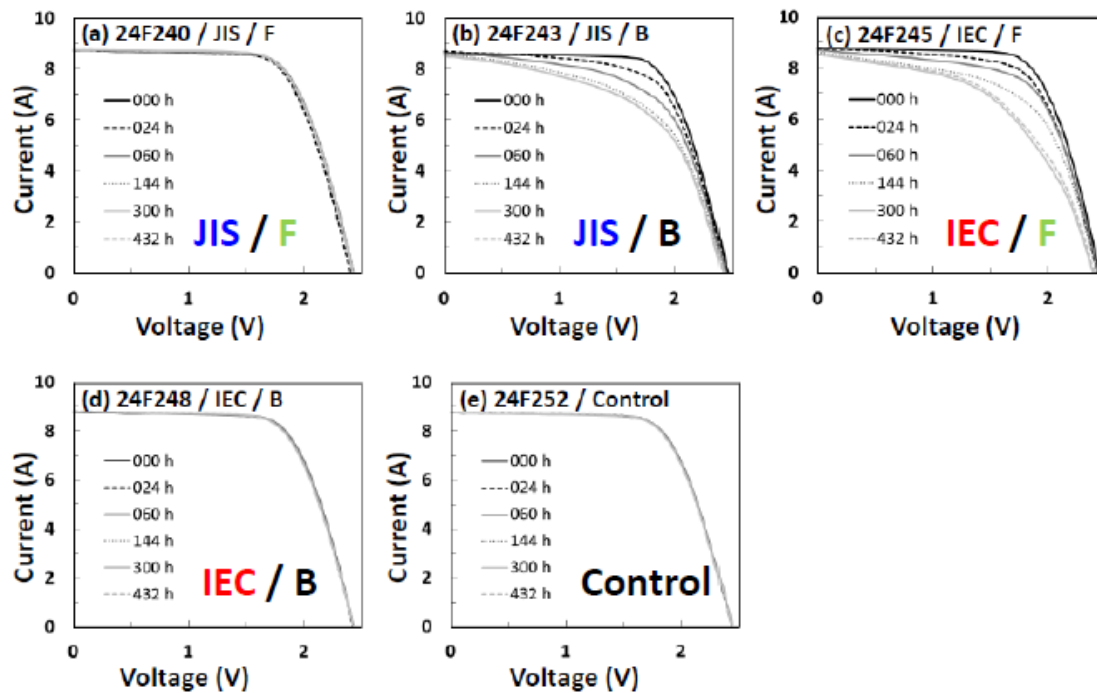 (a) 24F240 / JIS / F
10
8
6
4
2
0
Current (A)
000 h
024 h
060 h
144 h
300 h
432 h
JIS / F
0
1
2
Voltage (V)
(b) 24F243 / JIS / B
10
8
6
4
2
0
Current (A)
000 h
024 h
060 h
144 h
300 h
432 h
JIS / B
0
1
2
Voltage (V)
(c) 24F245 / IEC / F
10
8
6
4
2
0
Current (A)
000 h
024 h
060 h
144 h
300 h
432 h
IEC / F
0
1
2
Voltage (V)
(d) 24F248 / IEC / B
10
8
6
4
2
0
Current (A)
000 h
024 h
060 h
144 h
300 h
432 h
IEC / B
0
1
2
Voltage (V)
(e) 24F252 / Control
10
8
6
4
2
0
Current (A)
000 h
024 h
060 h
144 h
300 h
432 h
Control
0
1
2
Voltage (V)